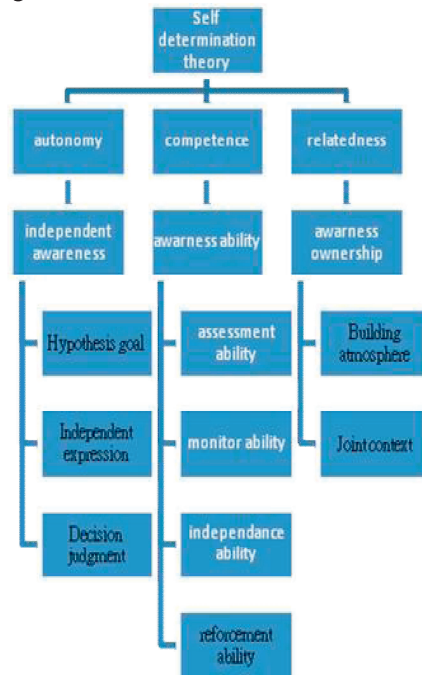 Self
determination
theory
autonomy
competence
relatedness
independent
awareness
awarness ability
awarness
ownership
Hypothesis goal
Independent
expression
Decision
judgment
assessment
ability
monitor ability
independance
ability
reforcement
ability
Building
atmosphere
Joint context